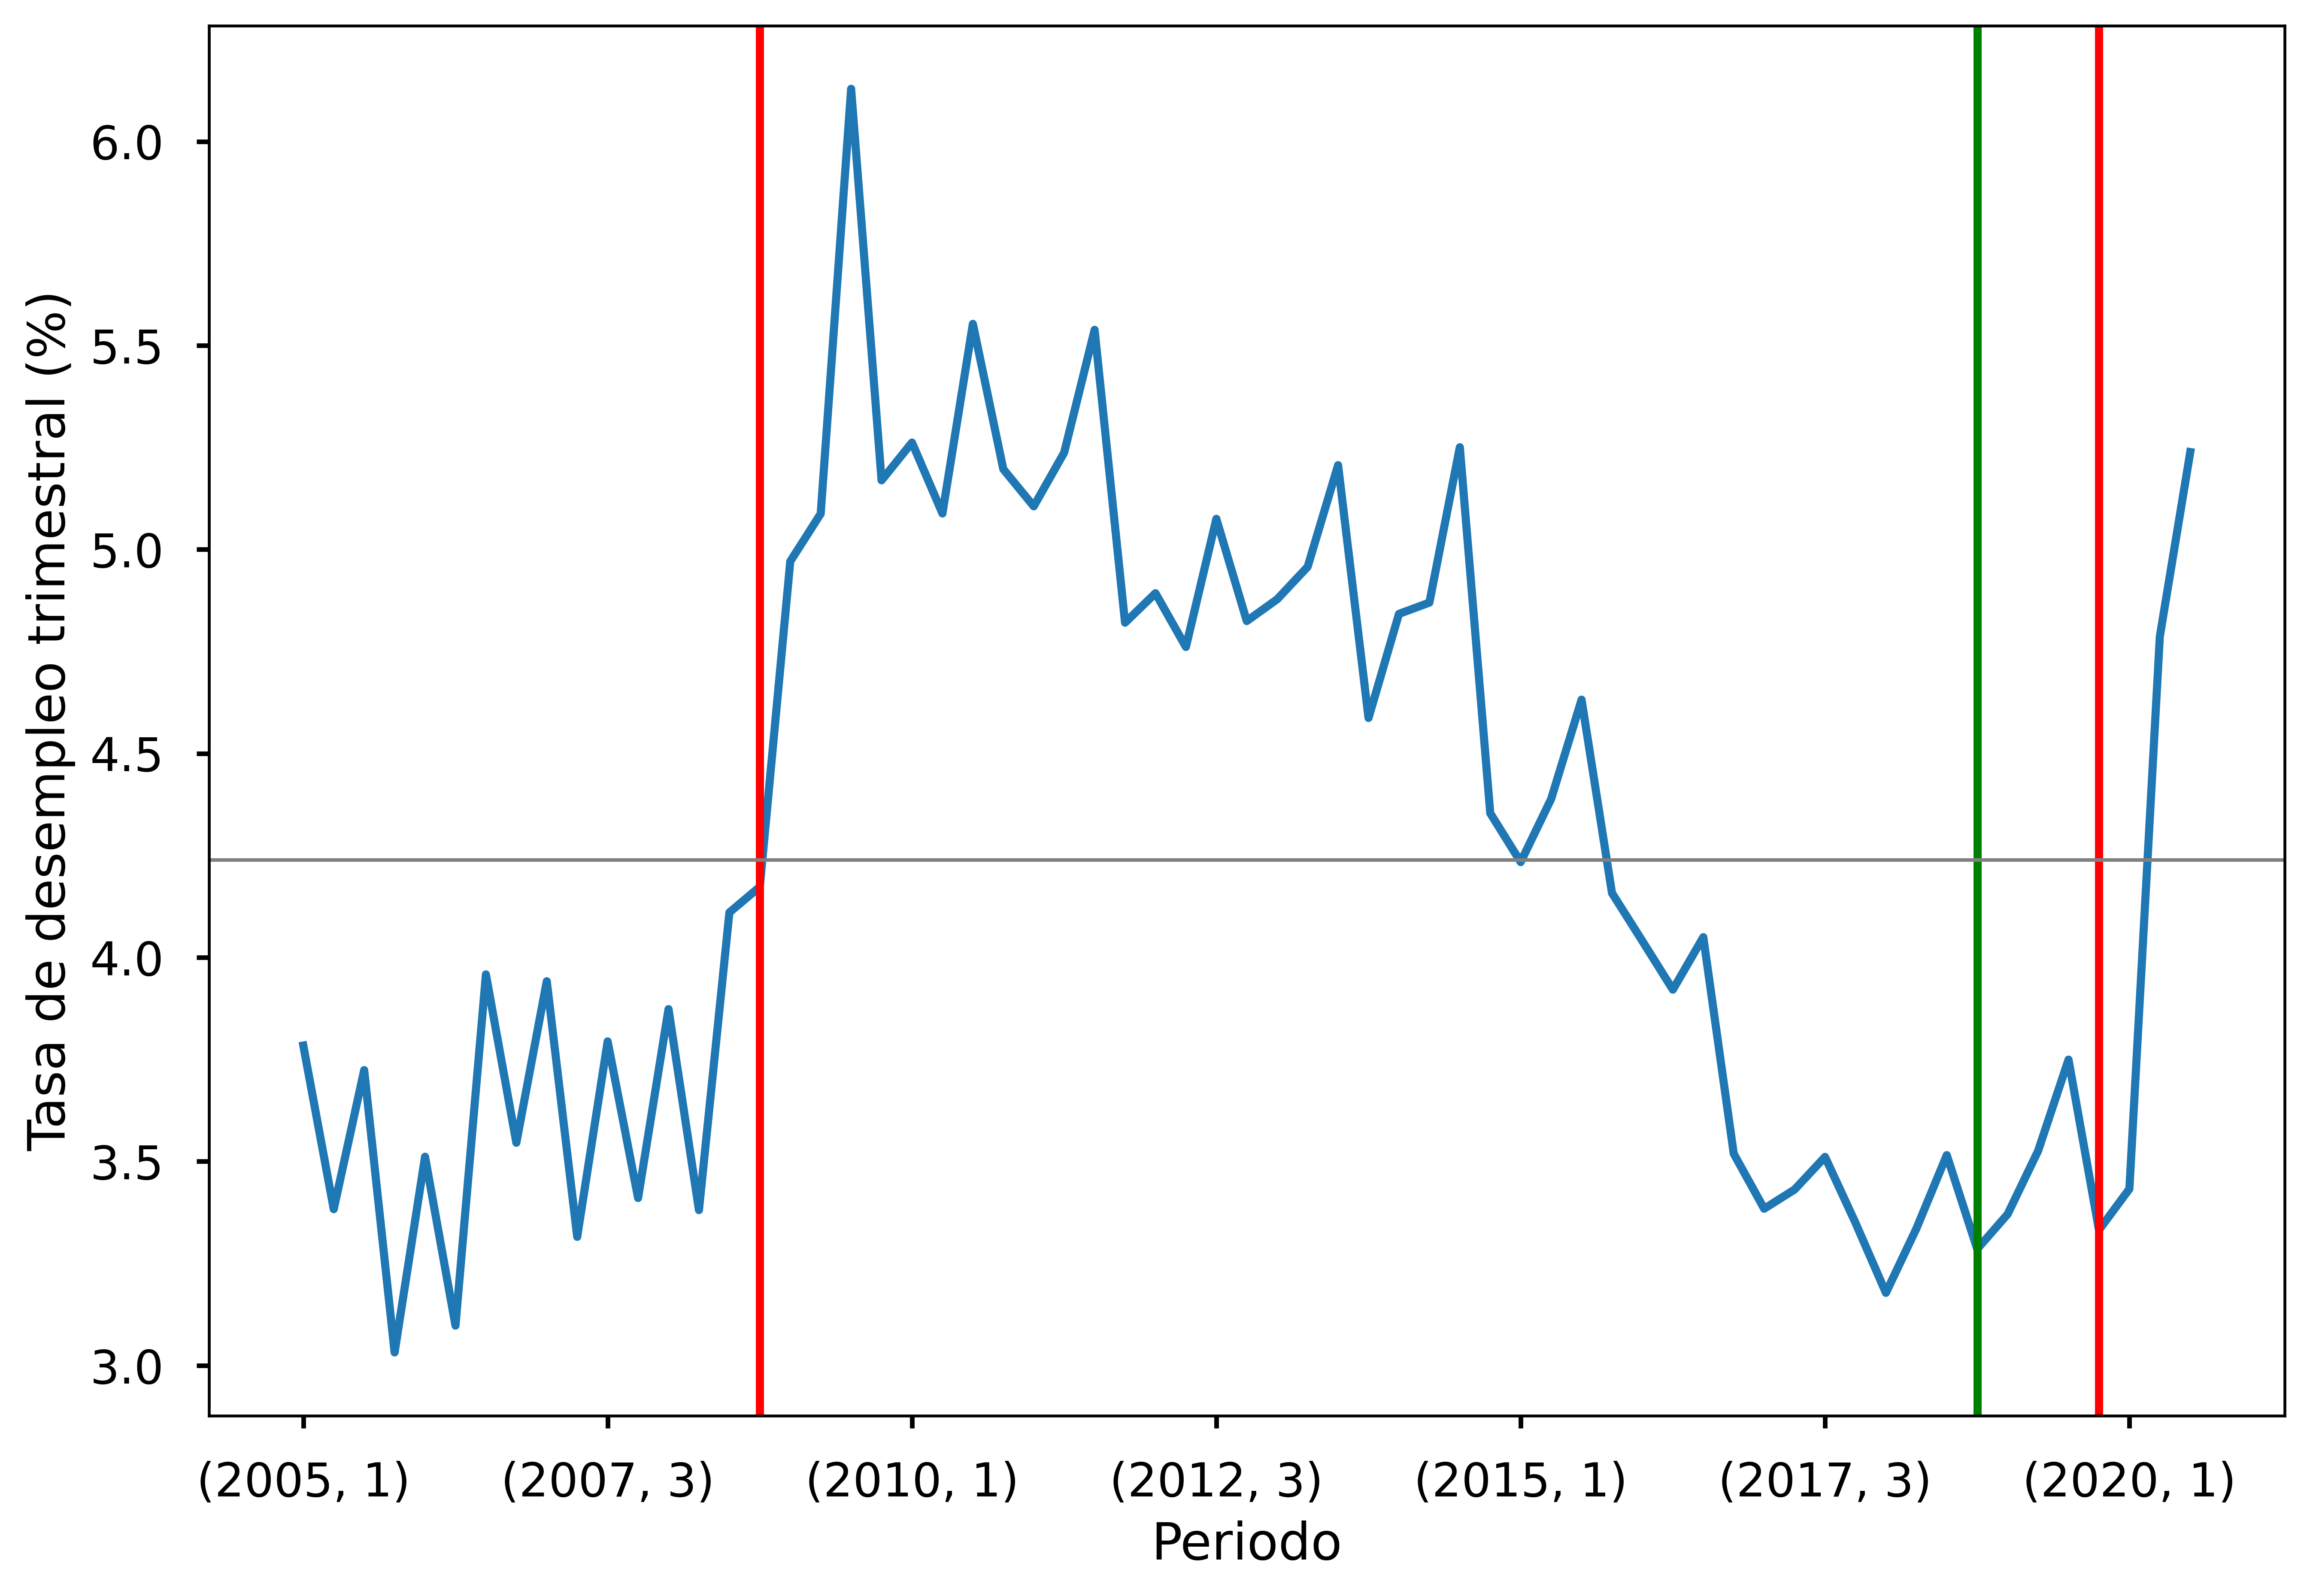 Tasa de desempleo trimestral (%)
6.0
5.5
5.0
4.5
4.0
3.5
3.0
(2005, 1) (2007, 3) (2010, 1) (2012, 3) (2015, 1) (2017, 3) (2020, 1)
Periodo